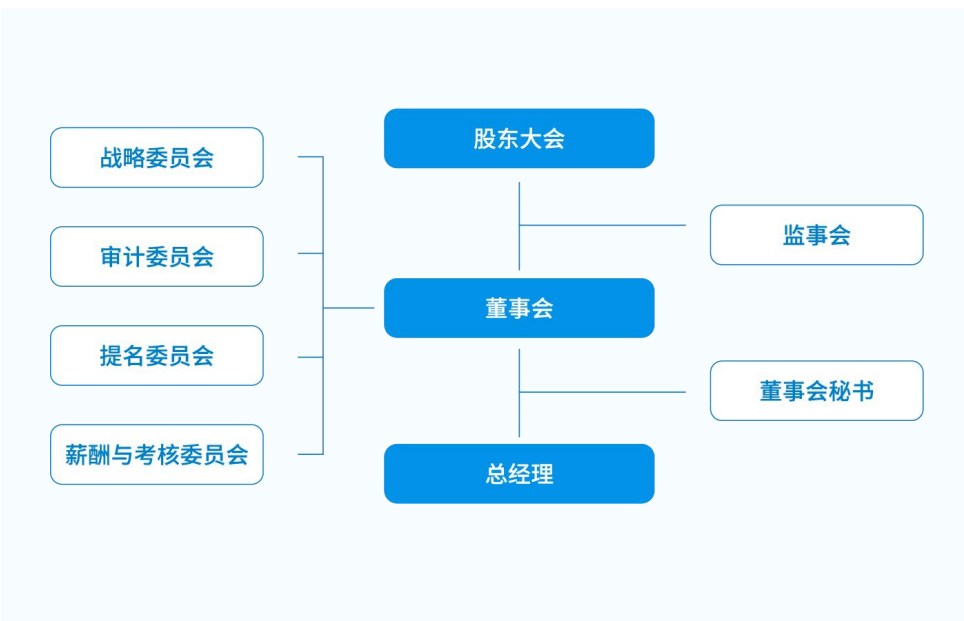 股东大会
战略委员会
监事会
审计委员会
董事会
提名委员会
董事会秘书
薪酬与考核委员会
总经理